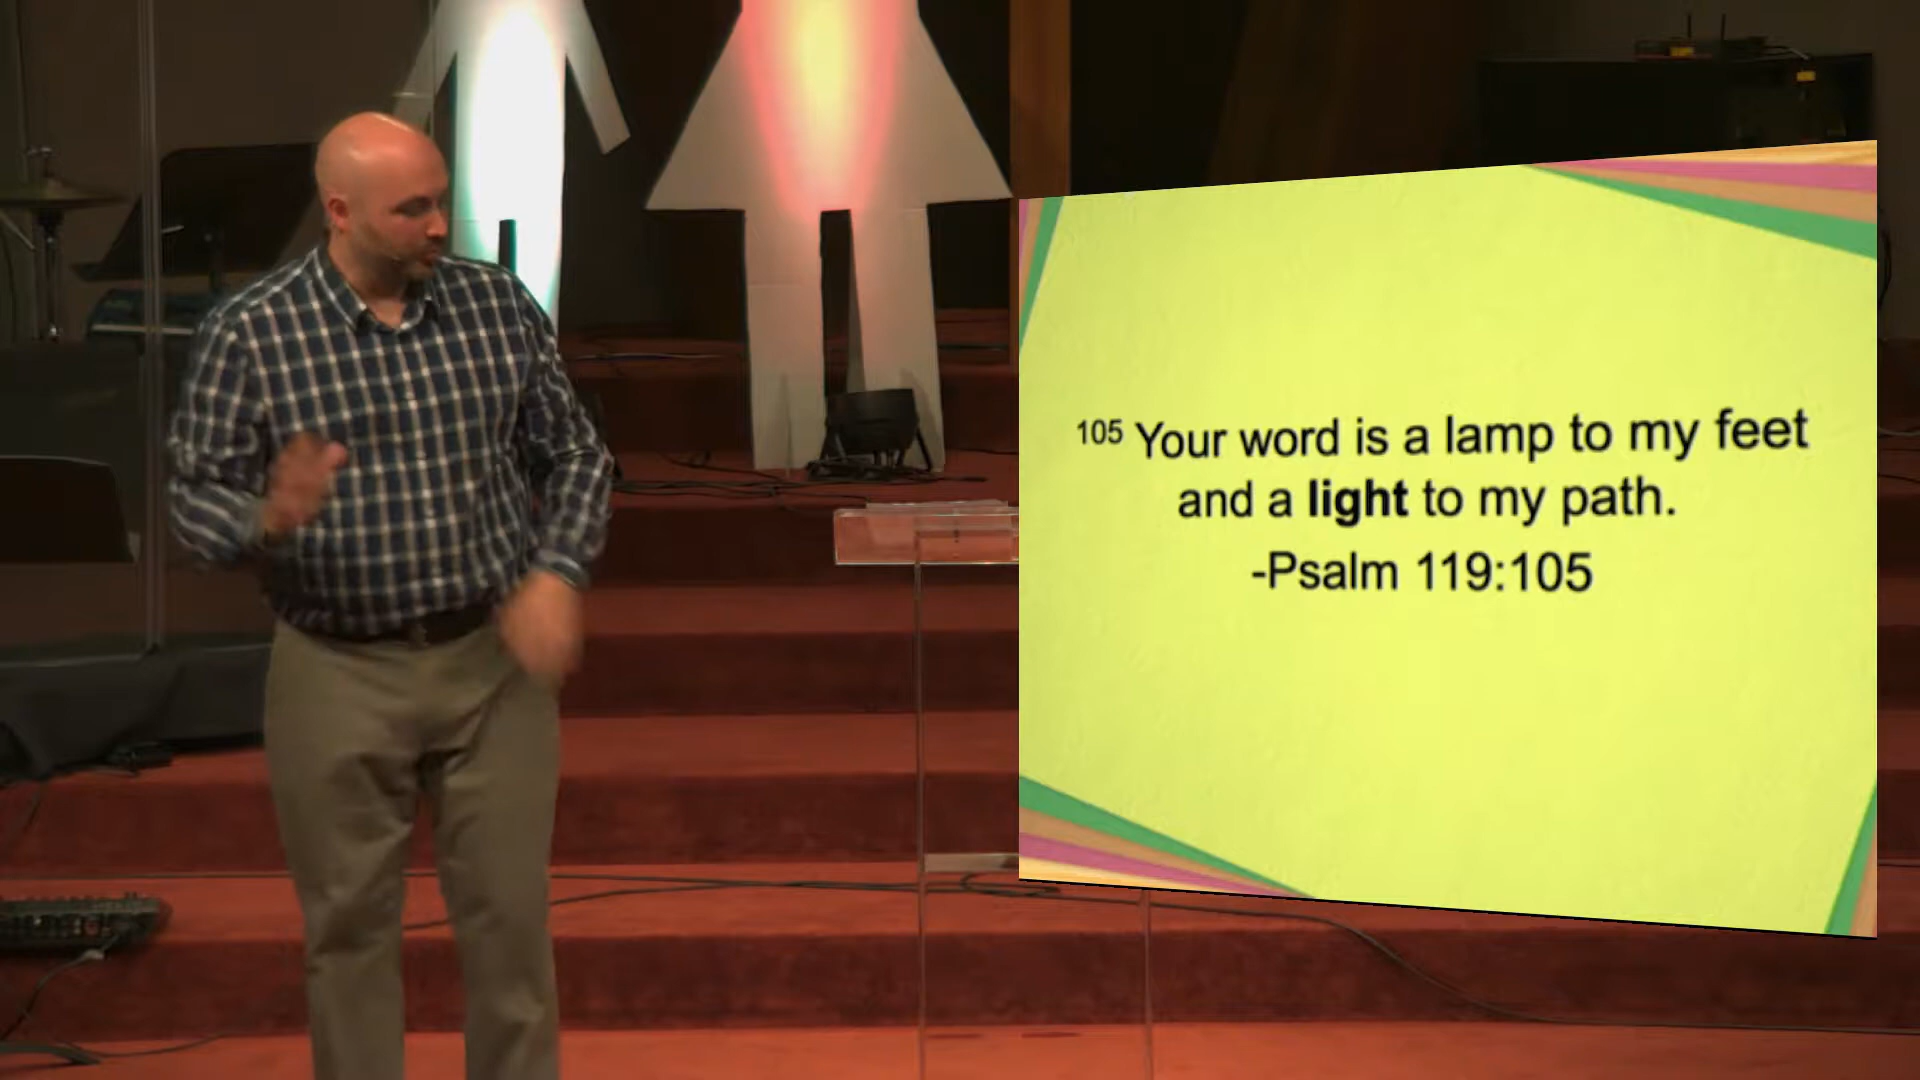 105 Your word is a lamp to my feet
and a light to my path.
-Psalm 119:105